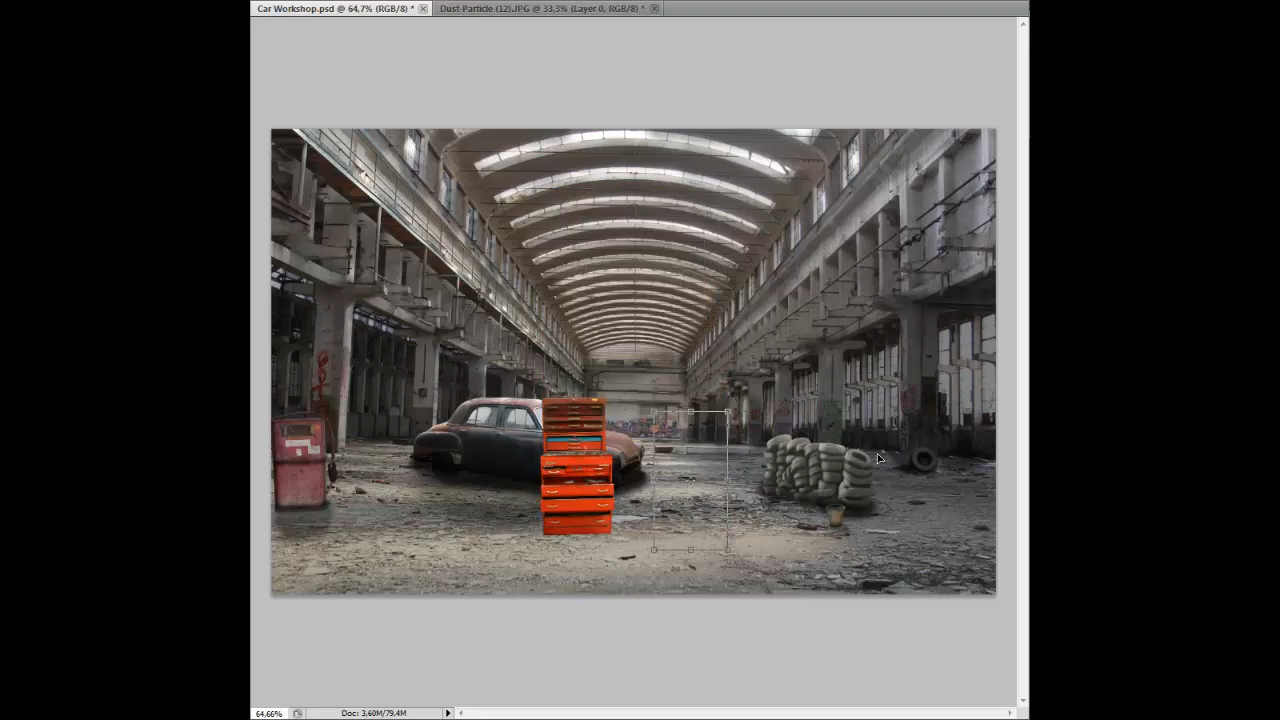 Car Workshop.psd @ 64,7% (RGB/8) *
Dust-Particle (12).JPG @ 33,3% (Layer 0, RGB/8) *
64,66%
Doc: 3,60M/79,4M